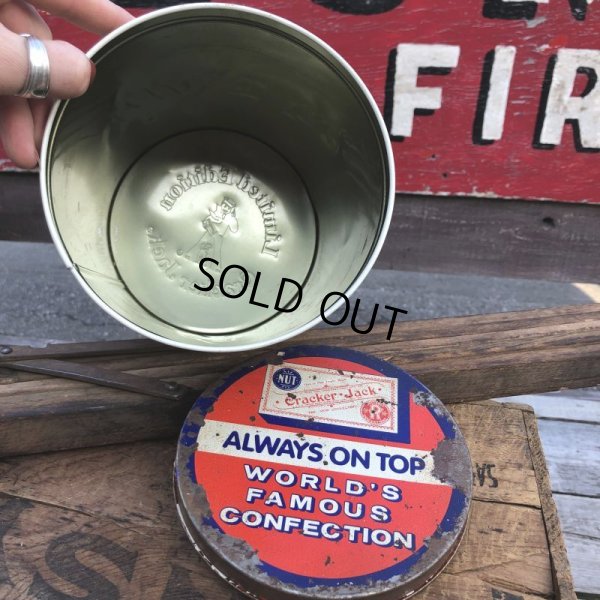 FIR
Limited Edition
SOLD OUT
NUT
Cracker Jack
ALWAYS ON TOP
WORLD'S
FAMOUS
CONFECTION